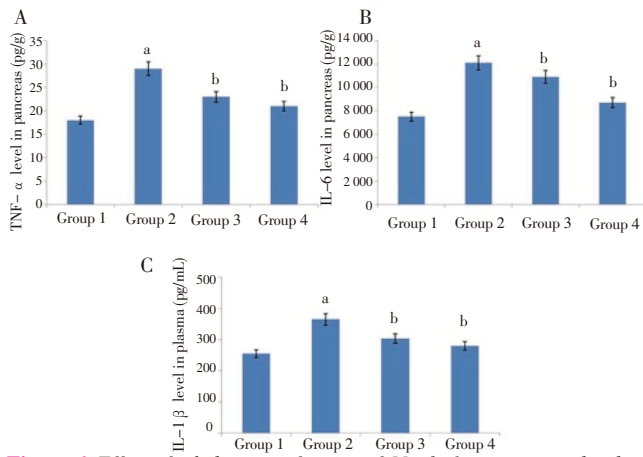 A
TNF- α level in pancreas (pg/g)
35
30
25
20
15
10
5
0
a
b
b
Group 1 Group 2 Group 3 Group 4
B
IL-6 level in pancreas (pg/g)
14 000
12 000
10 000
8 000
6 000
4 000
2 000
0
a
b
b
Group 1 Group 2 Group 3 Group 4
C
IL-1 β level in plasma (pg/mL)
500
400
300
200
100
0
a
b
b
Group 1 Group 2 Group 3 Group 4